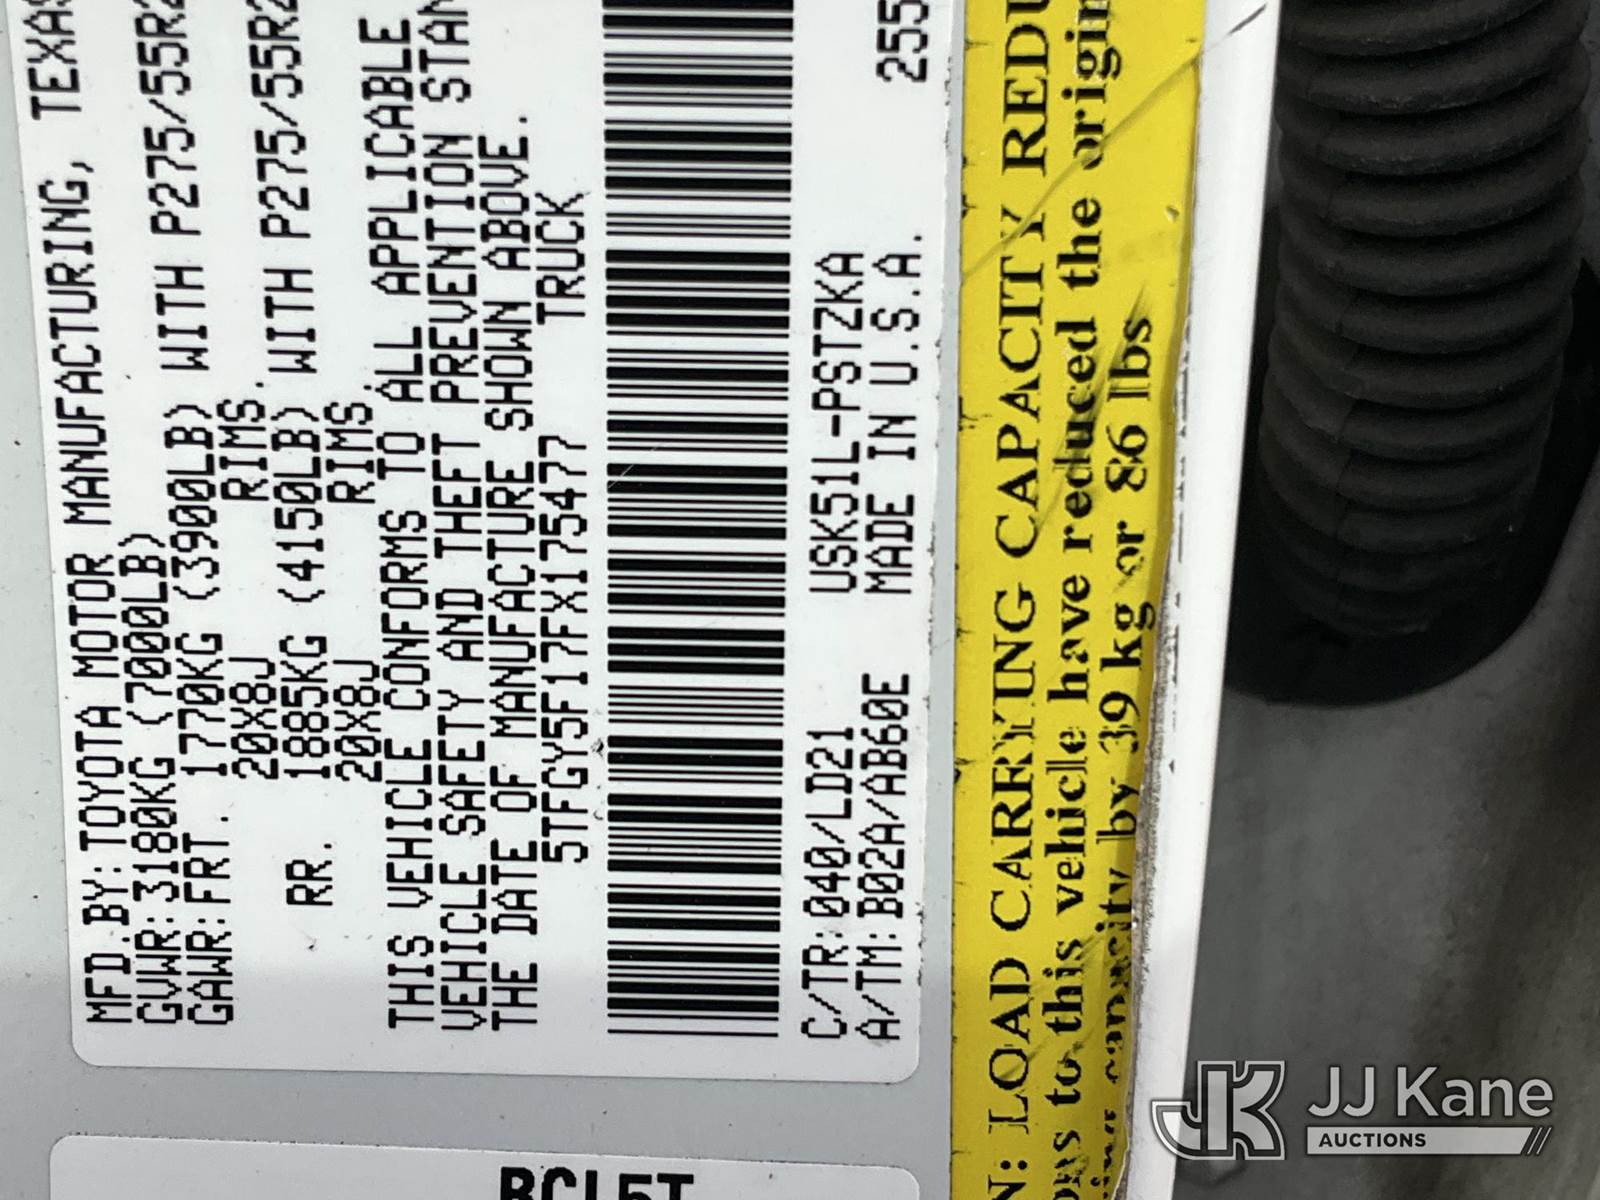 MFD.BY:TOYOTA MOTOR MANUFACTURING, TEXAS
GVWR:3180KG (7000LB)
GAWR:FRT. 1770KG (3900LB) WITH P275/55R2
20X8J RIMS.
RR. 1885KG (4150LB) WITH P275/55R2
20X8J RIMS
THIS VEHICLE CONFORMS TO ALL APPLICABLE
VEHICLE SAFETY AND THEFT PREVENTION STAN
THE DATE OF MANUFACTURE SHOWN ABOVE.
5TFGY5F17FX175477 TRUCK
C/TR:040/LD21 USK51L-PSTZKA
A/TM:B02A/AB60E MADE IN U.S.A. 255
N: LOAD CARRYING CAPACITY REDU
ons to this vehicle have reduced the origin
ing capacity by 39 kg or 86 lbs
JJ Kane
AUCTIONS